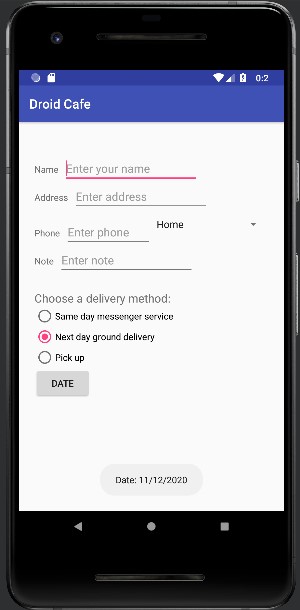 0:2
Droid Cafe
Name Enter your name
Address Enter address
Phone Enter phone Home
Note Enter note
Choose a delivery method:
Same day messenger service
Next day ground delivery
Pick up
DATE
Date: 11/12/2020